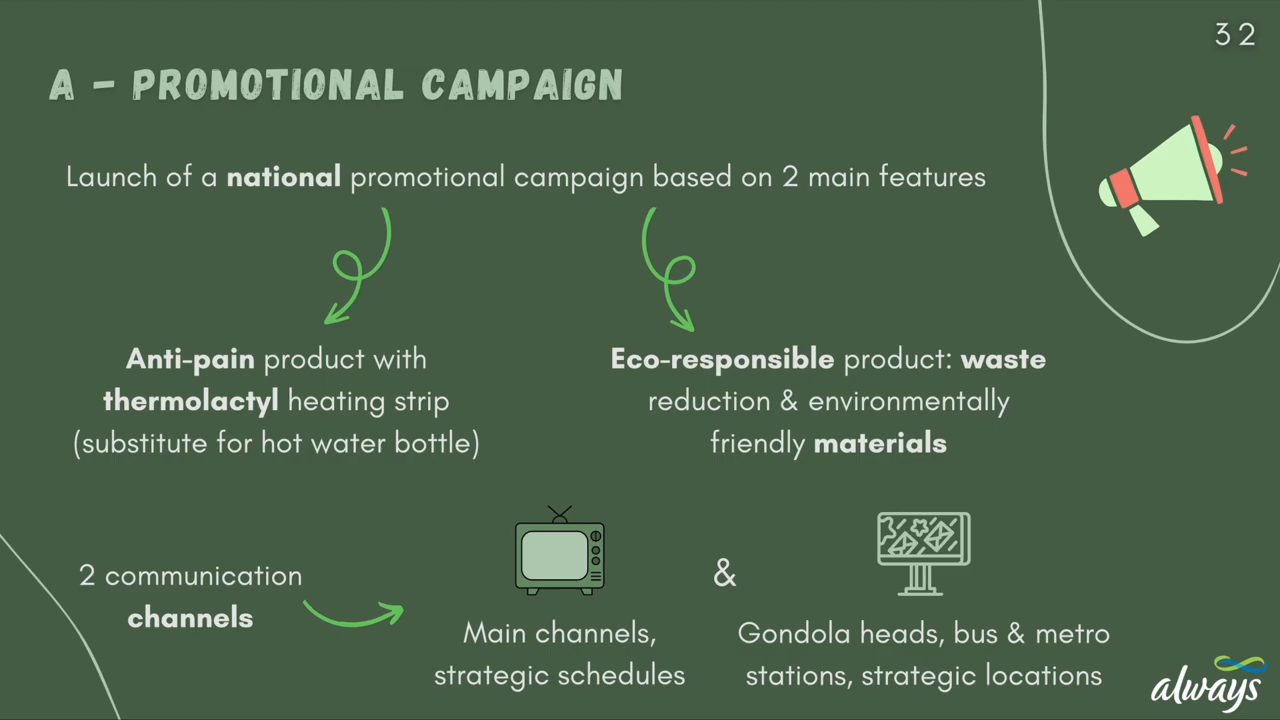 32
A - PROMOTIONAL CAMPAIGN
Launch of a national promotional campaign based on 2 main features
Anti-pain product with
thermolactyl heating strip
(substitute for hot water bottle)
Eco-responsible product: waste
reduction & environmentally
friendly materials
2 communication
channels
Main channels,
strategic schedules
&
Gondola heads, bus & metro
stations, strategic locations
always